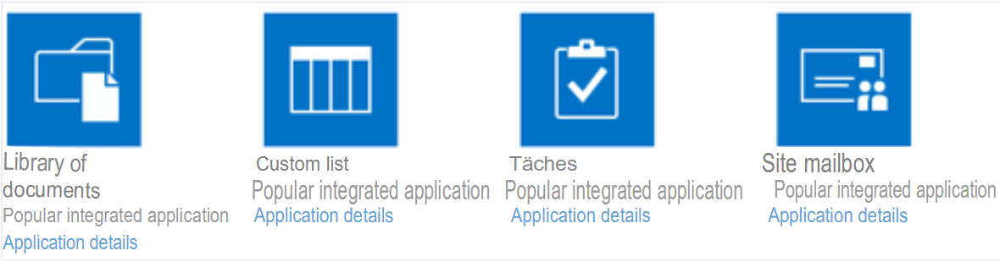 Library of
documents
Popular integrated application
Application details
Custom list
Popular integrated application
Application details
Täches
Popular integrated application
Application details
Site mailbox
Popular integrated application
Application details